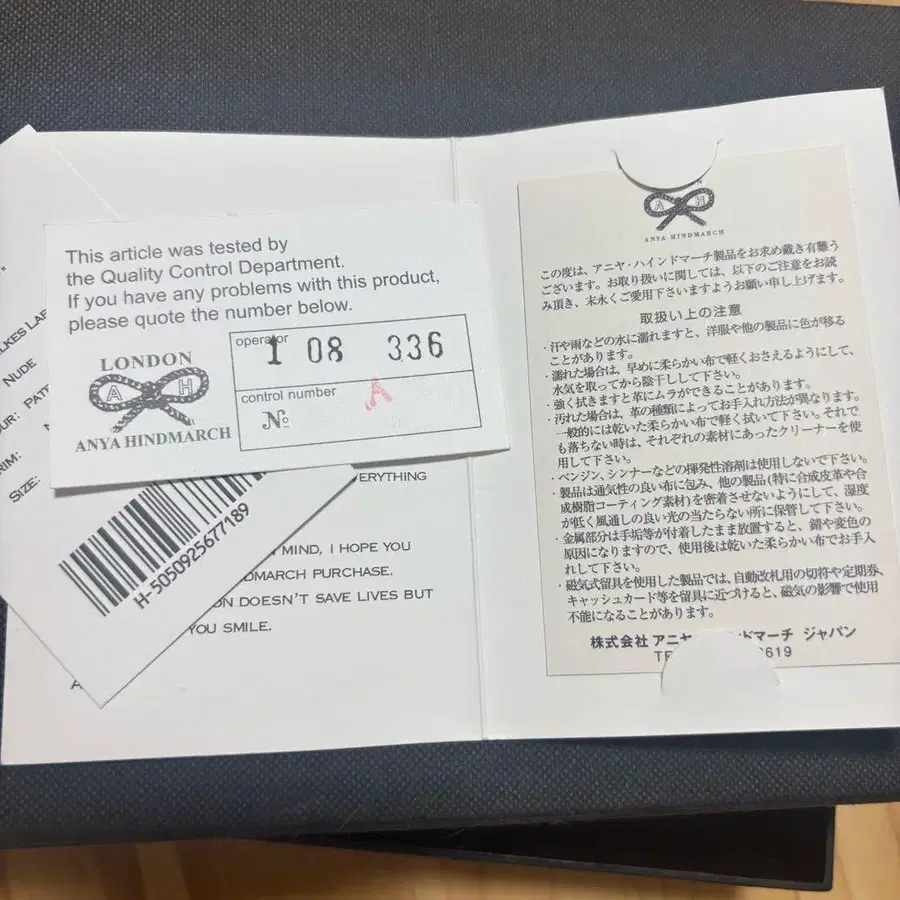 This article was tested by
the Quality Control Department.
If you have any problems with this product,
please quote the number below.
LONDON
A H
ANYA HINDMARCH
operator
1 08 336
control number
No
A
NUDE
SIZE:
H-5050925677189
MIND, I HOPE YOU
PURCHASE.
DOESN'T SAVE LIVES BUT
YOU SMILE.
A H
ANYA HINDMARCH
この度は、アニヤ・ハインドマーチ製品をお求め戴き有難う
ございます。お取り扱いに関しては、以下のご注意をお読
み頂き、末永くご愛用下さいますようお願い申し上げます。
取扱い上の注意
・汗や雨などの水に濡れますと、洋服や他の製品に色が移る
ことがあります。
・濡れた場合は、早めに柔らかい布で軽くおさえるようにして、
水気を取ってから陰干しして下さい。
・強く拭きますと革にムラができることがあります。
・汚れた場合は、革の種類によってお手入れ方法が異なります。
一般的には乾いた柔らかい布で軽く拭いて下さい。それで
も落ちない時は、それぞれの素材にあったクリーナーを使
用して下さい。
・ベンジン、シンナーなどの揮発性溶剤は使用しないで下さい。
・製品は通気性の良い布に包み、他の製品(特に合成皮革や合
成樹脂コーティング素材)を密着させないようにして、湿度
が低く風通しの良い光の当たらない所に保管して下さい。
・金属部分は手垢等が付着したまま放置すると、錆や変色の
原因になりますので、使用後は乾いた柔らかい布でお手入
れして下さい。
・磁気式留具を使用した製品では、自動改札用の切符や定期券、
キャッシュカード等を留具に近づけると、磁気の影響で使用
不能になることがあります。
株式会社 アニヤ ンドマーチ ジャパン
619